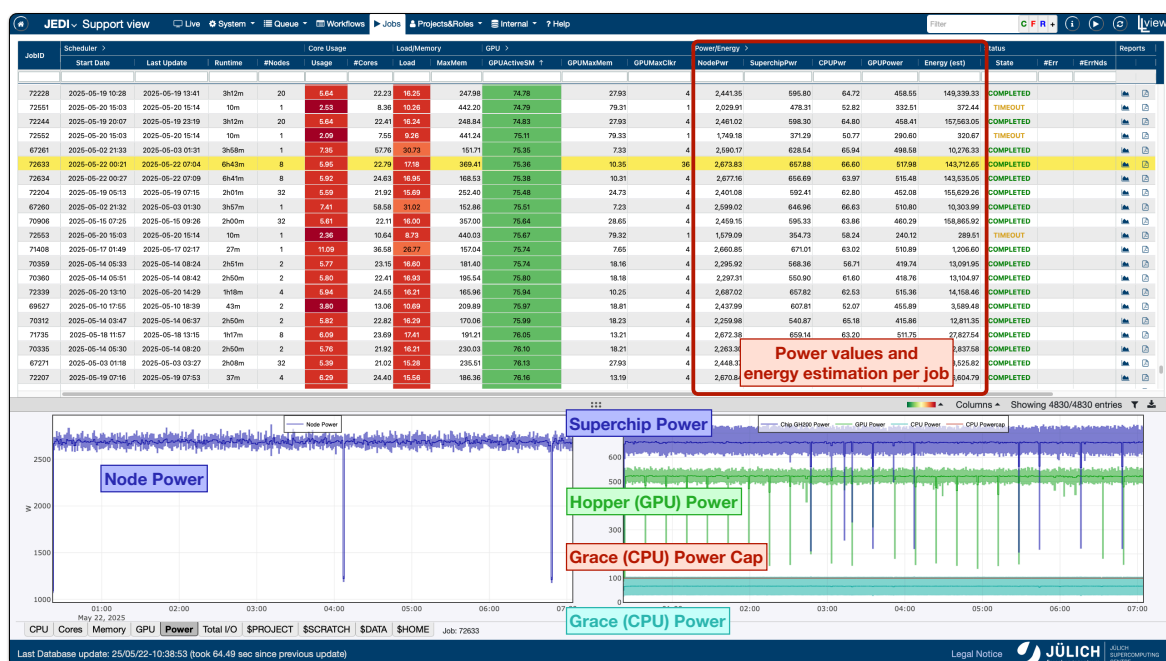 JEDI Support view Live System Queue Workflows Jobs Projects&Roles Internal ? Help Filter C F R + i llview
JobID Scheduler > Core Usage Load/Memory GPU > Power/Energy > Status Reports
Start Date Last Update Runtime #Nodes Usage #Cores Load MaxMem GPUActiveSM ↑ GPUMaxMem GPUMaxClkr NodePwr SuperchipPwr CPUPwr GPUPower Energy (est) State #Err #ErrNds
72228 2025-05-19 10:28 2025-05-19 13:41 3h12m 20 5.64 22.23 16.25 247.98 74.78 27.93 4 2,441.35 595.80 64.72 458.55 149,339.33 COMPLETED
72551 2025-05-20 15:03 2025-05-20 15:14 10m 1 2.53 8.36 10.26 442.20 74.79 79.31 1 2,029.91 478.31 52.82 332.51 372.44 TIMEOUT
72244 2025-05-19 20:07 2025-05-19 23:19 3h12m 20 5.64 22.41 16.24 248.84 74.83 27.93 4 2,461.02 598.30 64.80 458.41 157,563.05 COMPLETED
72552 2025-05-20 15:03 2025-05-20 15:14 10m 1 2.09 7.55 9.26 441.24 75.11 79.33 1 1,749.18 371.29 50.77 290.60 320.67 TIMEOUT
67261 2025-05-02 21:33 2025-05-03 01:31 3h58m 1 7.35 57.76 30.73 151.71 75.35 7.33 4 2,590.17 628.54 65.94 498.58 10,276.33 COMPLETED
72633 2025-05-22 00:21 2025-05-22 07:04 6h43m 8 5.95 22.79 17.18 369.41 75.36 10.35 36 2,673.83 657.88 66.60 517.98 143,712.65 COMPLETED
72634 2025-05-22 00:27 2025-05-22 07:09 6h41m 8 5.92 24.63 16.95 168.53 75.38 10.31 4 2,677.16 656.69 63.97 515.48 143,535.05 COMPLETED
72204 2025-05-19 05:13 2025-05-19 07:15 2h01m 32 5.59 21.92 15.69 252.40 75.48 24.73 4 2,401.08 592.41 62.80 452.08 155,629.26 COMPLETED
67260 2025-05-02 21:32 2025-05-03 01:30 3h57m 1 7.41 58.58 31.02 152.86 75.51 7.23 4 2,599.02 646.96 66.63 510.80 10,303.99 COMPLETED
70906 2025-05-15 07:25 2025-05-15 09:26 2h00m 32 5.61 22.11 16.00 357.00 75.64 28.65 4 2,459.15 595.33 63.86 460.29 158,865.92 COMPLETED
72553 2025-05-20 15:03 2025-05-20 15:14 10m 1 2.36 10.64 8.73 440.03 75.67 79.32 1 1,579.09 354.73 58.24 240.12 289.51 TIMEOUT
71408 2025-05-17 01:49 2025-05-17 02:17 27m 1 11.09 36.58 26.77 157.04 75.74 7.65 4 2,660.85 671.01 63.02 510.89 1,206.60 COMPLETED
70359 2025-05-14 05:33 2025-05-14 08:24 2h51m 2 5.77 23.15 16.60 181.40 75.74 18.16 4 2,295.92 568.36 56.71 419.74 13,091.95 COMPLETED
70360 2025-05-14 05:51 2025-05-14 08:42 2h50m 2 5.80 22.41 16.93 195.54 75.80 18.18 4 2,297.31 550.90 61.60 418.76 13,104.97 COMPLETED
72339 2025-05-20 13:10 2025-05-20 14:29 1h18m 4 5.94 24.55 16.21 165.96 75.94 10.25 4 2,687.02 657.82 62.53 515.36 14,158.46 COMPLETED
69527 2025-05-10 17:55 2025-05-10 18:39 43m 2 3.80 13.06 10.69 209.89 75.97 18.81 4 2,437.99 607.81 52.07 455.89 3,589.48 COMPLETED
70312 2025-05-14 03:47 2025-05-14 06:37 2h50m 2 5.82 22.82 16.29 170.06 75.99 18.23 4 2,259.98 540.87 65.18 415.86 12,811.35 COMPLETED
71735 2025-05-18 11:57 2025-05-18 13:15 1h17m 8 6.09 23.69 17.41 191.21 76.05 13.21 4 2,672.38 659.14 63.20 511.75 27,827.54 COMPLETED
70335 2025-05-14 05:30 2025-05-14 08:20 2h50m 2 5.76 21.92 16.21 230.03 76.10 18.21 4 2,263.30 COMPLETED
67271 2025-05-03 01:18 2025-05-03 03:27 2h08m 32 5.39 21.02 15.28 235.51 76.13 27.93 4 COMPLETED
72207 2025-05-19 07:16 2025-05-19 07:53 37m 4 6.29 24.40 15.56 186.36 76.16 13.19 4 2,670.84 COMPLETED
Power values and
energy estimation per job
Columns Showing 4830/4830 entries
Node Power
Node Power
W
2500
2000
1500
1000
01:00 02:00 03:00 04:00 05:00 06:00
May 22, 2025
Superchip Power
Chip GH200 Power GPU Power CPU Power CPU Powercap
600
500
Hopper (GPU) Power
300
Grace (CPU) Power Cap
100
0
Grace (CPU) Power
02:00 03:00 04:00 05:00 06:00 07:00
CPU Cores Memory GPU Power Total I/O $PROJECT $SCRATCH $DATA $HOME Job: 72633
Last Database update: 25/05/22-10:38:53 (took 64.49 sec since previous update)
Legal Notice JÜLICH JÜLICH
SUPERCOMPUTING
CENTRE